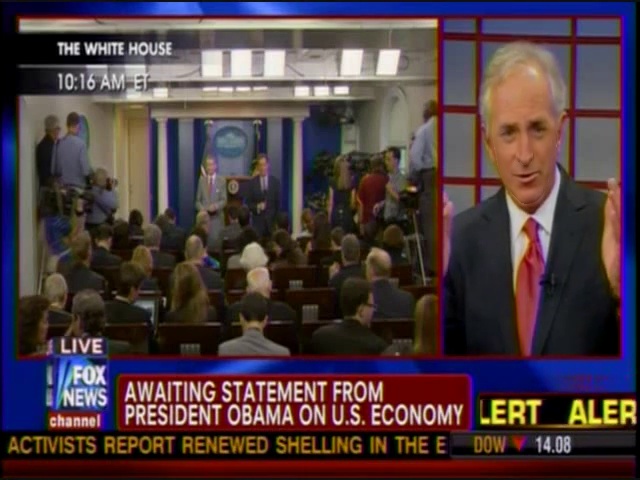 THE WHITE HOUSE
10:16 AM ET
LIVE
FOX
NEWS
channel
AWAITING STATEMENT FROM
PRESIDENT OBAMA ON U.S. ECONOMY
LERT ALER
ACTIVISTS REPORT RENEWED SHELLING IN THE E
DOW 14.08